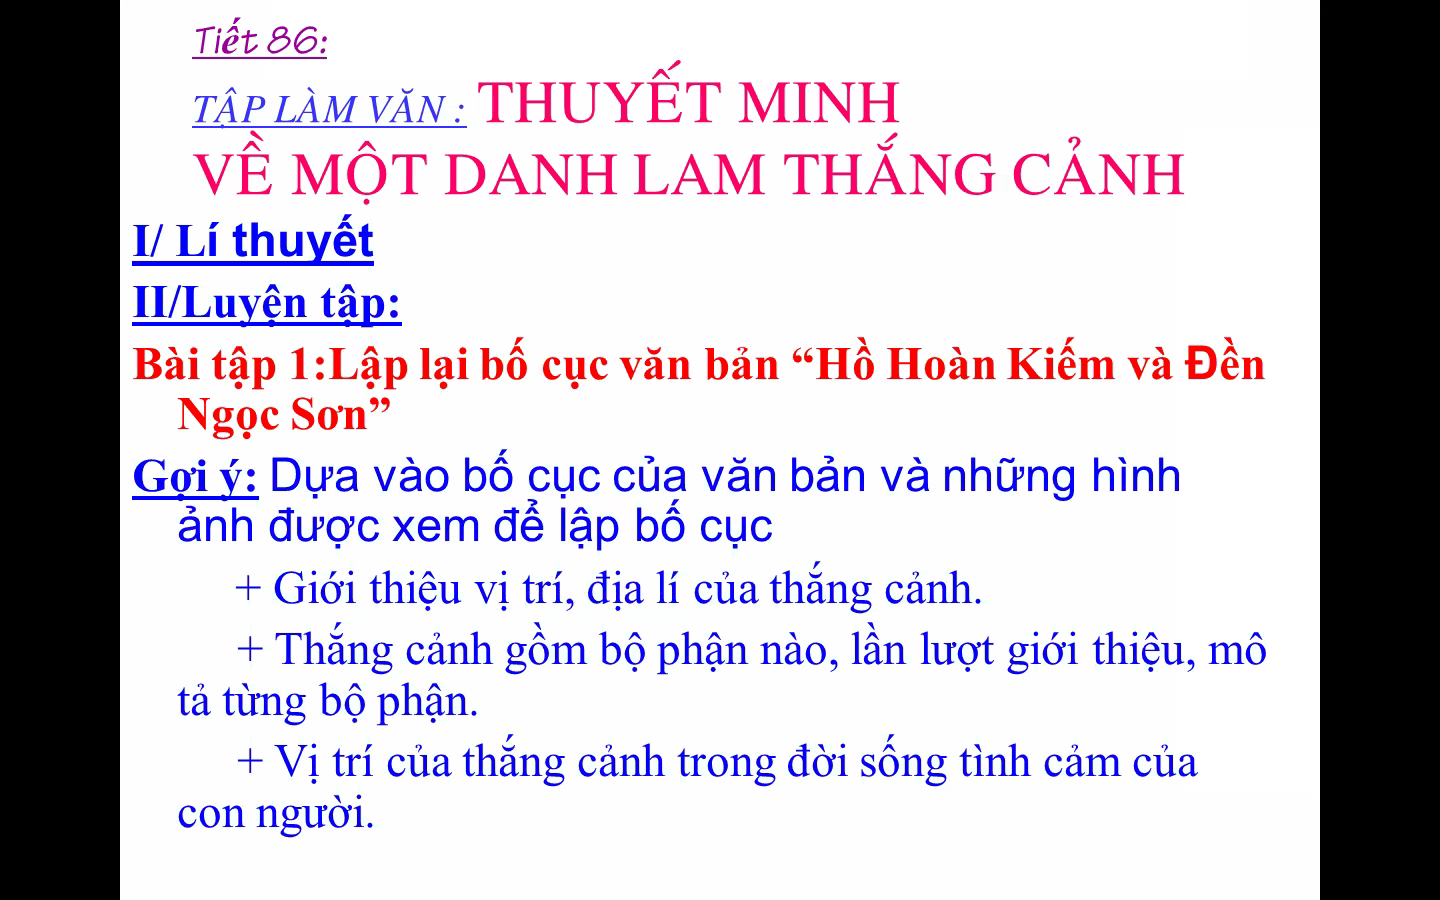 Tiết 86:
TẬP LÀM VĂN : THUYẾT MINH
VỀ MỘT DANH LAM THẮNG CẢNH
I/ Lí thuyết
II/Luyện tập:
Bài tập 1:Lập lại bố cục văn bản “Hồ Hoàn Kiếm và Đền
Ngọc Sơn”
Gợi ý: Dựa vào bố cục của văn bản và những hình
ảnh được xem để lập bố cục
+ Giới thiệu vị trí, địa lí của thắng cảnh.
+ Thắng cảnh gồm bộ phận nào, lần lượt giới thiệu, mô
tả từng bộ phận.
+ Vị trí của thắng cảnh trong đời sống tình cảm của
con người.